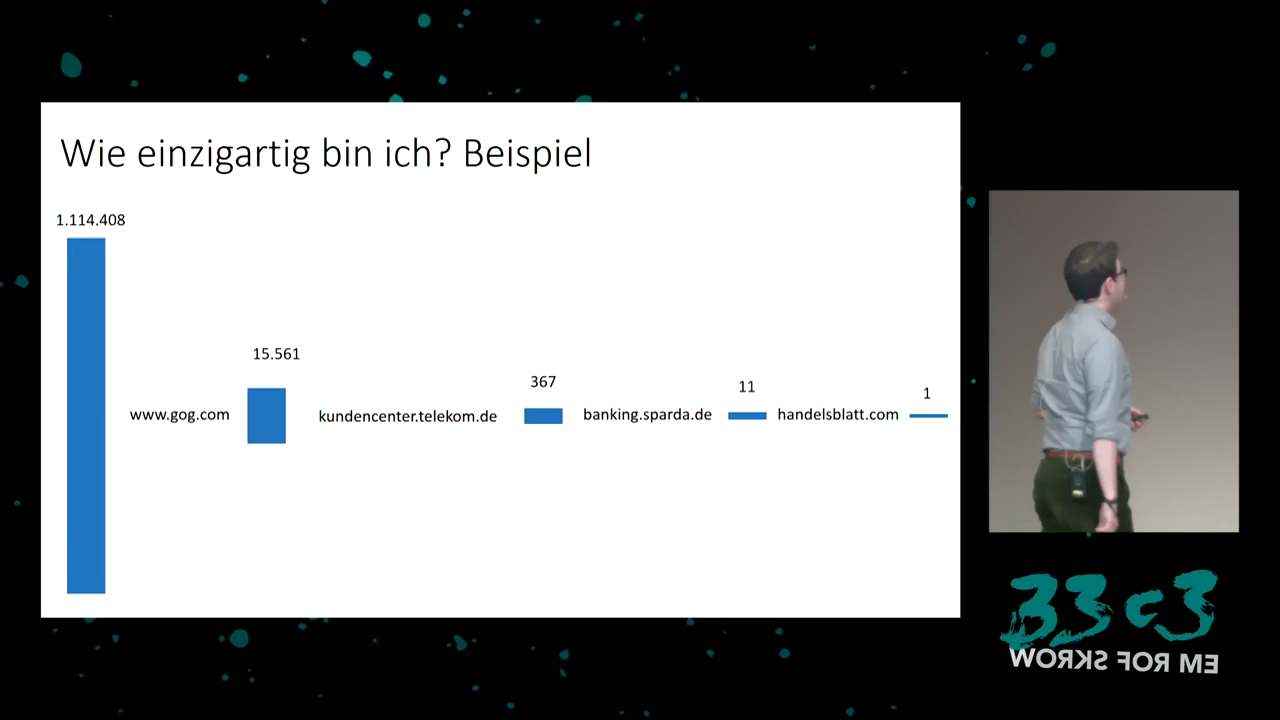 Wie einzigartig bin ich? Beispiel
1.114.408
www.gog.com
15.561
kundencenter.telekom.de
367
banking.sparda.de
11
handelsblatt.com
1
33c3
WORKS FOR ME